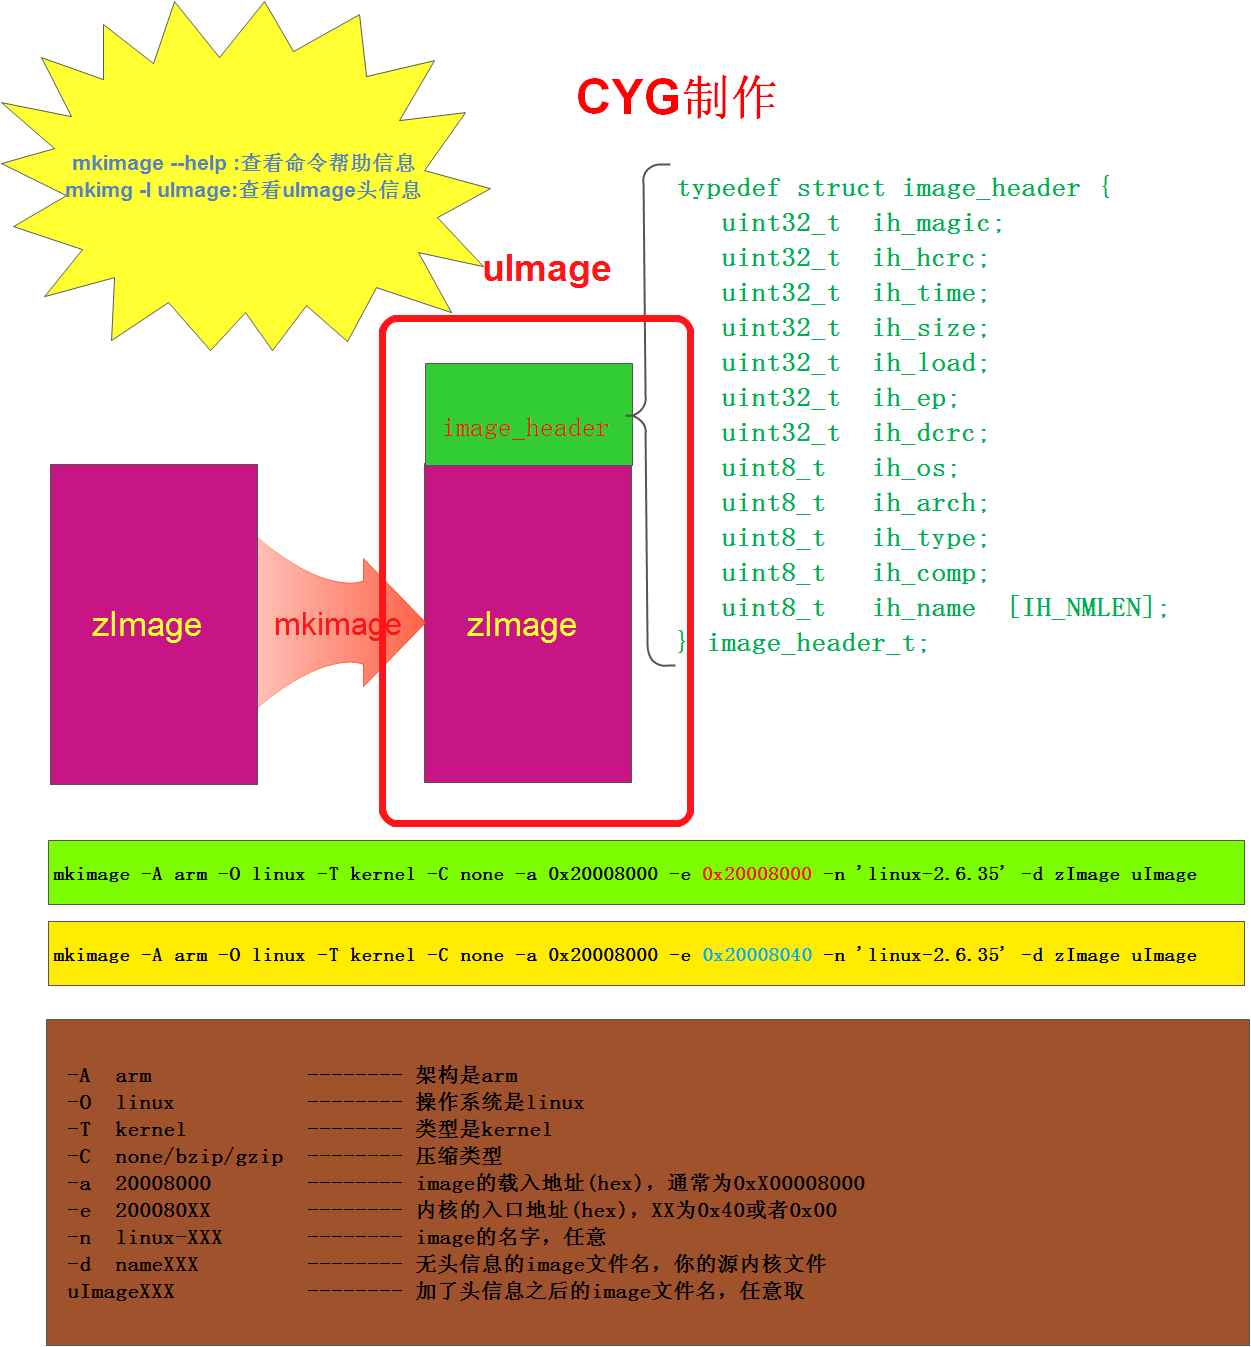 CYG制作
mkimage --help :查看命令帮助信息
mkimg -l uImage:查看uImage头信息
uImage
typedef struct image_header {
uint32_t ih_magic;
uint32_t ih_hcrc;
uint32_t ih_time;
uint32_t ih_size;
uint32_t ih_load;
uint32_t ih_ep;
uint32_t ih_dcrc;
uint8_t ih_os;
uint8_t ih_arch;
uint8_t ih_type;
uint8_t ih_comp;
uint8_t ih_name [IH_NMLEN];
} image_header_t;
image_header
zImage
mkimage
zImage
mkimage -A arm -O linux -T kernel -C none -a 0x20008000 -e 0x20008000 -n 'linux-2.6.35' -d zImage uImage
mkimage -A arm -O linux -T kernel -C none -a 0x20008000 -e 0x20008040 -n 'linux-2.6.35' -d zImage uImage
-A arm -------- 架构是arm
-O linux -------- 操作系统是linux
-T kernel -------- 类型是kernel
-C none/bzip/gzip -------- 压缩类型
-a 20008000 -------- image的载入地址(hex)，通常为0xX00008000
-e 200080XX -------- 内核的入口地址(hex)，XX为0x40或者0x00
-n linux-XXX -------- image的名字，任意
-d nameXXX -------- 无头信息的image文件名，你的源内核文件
uImageXXX -------- 加了头信息之后的image文件名，任意取